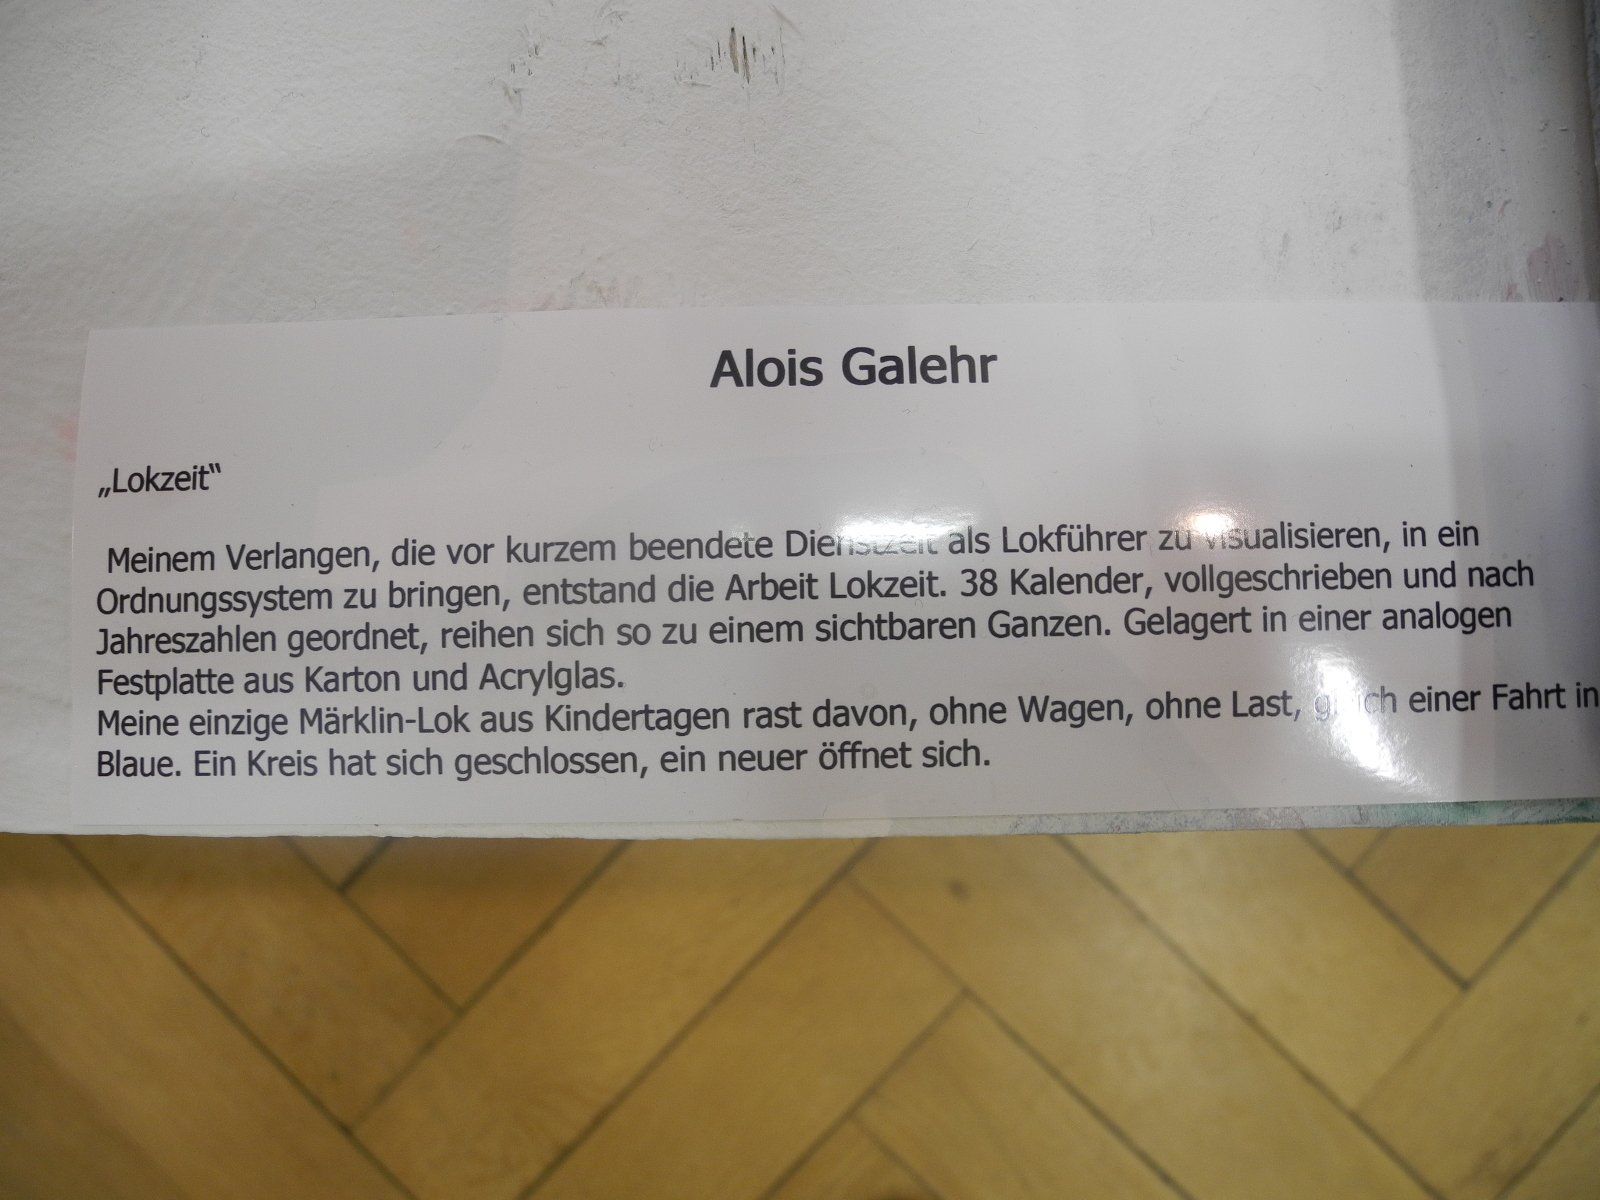 Alois Galehr
„Lokzeit“
Meinem Verlangen, die vor kurzem beendete Dienstzeit als Lokführer zu visualisieren, in ein
Ordnungssystem zu bringen, entstand die Arbeit Lokzeit. 38 Kalender, vollgeschrieben und nach
Jahreszahlen geordnet, reihen sich so zu einem sichtbaren Ganzen. Gelagert in einer analogen
Festplatte aus Karton und Acrylglas.
Meine einzige Märklin-Lok aus Kindertagen rast davon, ohne Wagen, ohne Last, gleich einer Fahrt in
Blaue. Ein Kreis hat sich geschlossen, ein neuer öffnet sich.